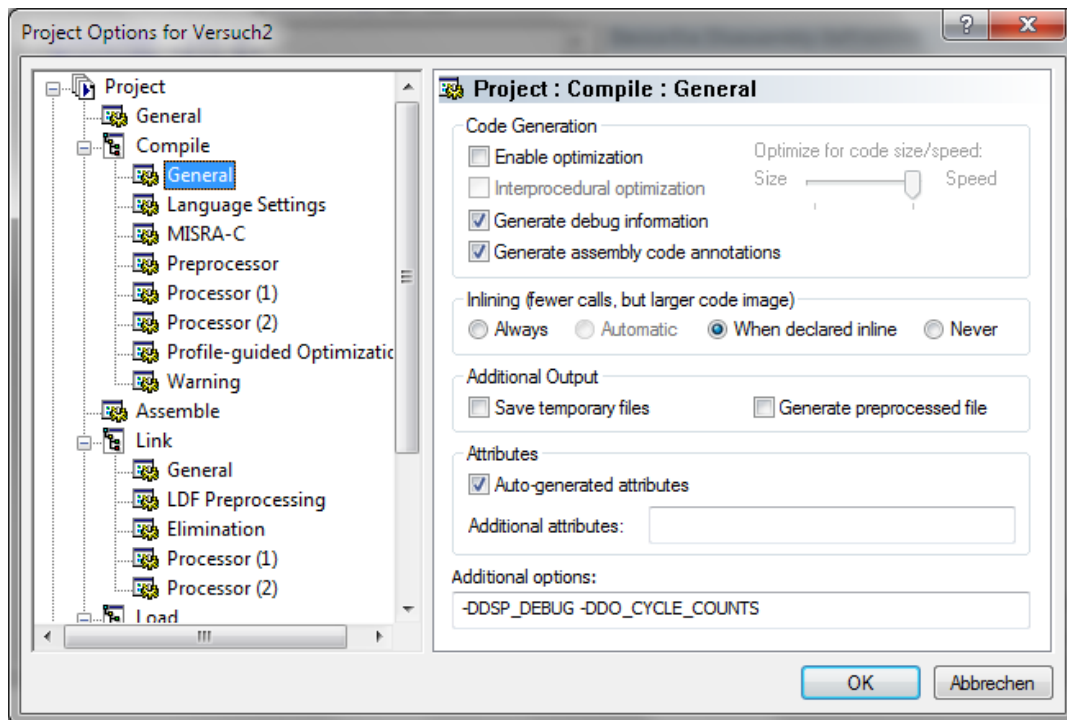 Project Options for Versuch2
Project
General
Compile
General
Language Settings
MISRA-C
Preprocessor
Processor (1)
Processor (2)
Profile-guided Optimizatic
Warning
Assemble
Link
General
LDF Preprocessing
Elimination
Processor (1)
Processor (2)
Load
Project : Compile : General
Code Generation
Enable optimization
Optimize for code size/speed:
Interprocedural optimization
Size Speed
Generate debug information
Generate assembly code annotations
Inlining (fewer calls, but larger code image)
Always Automatic When declared inline Never
Additional Output
Save temporary files Generate preprocessed file
Attributes
Auto-generated attributes
Additional attributes:
Additional options:
-DDSP_DEBUG -DDO_CYCLE_COUNTS
OK Abbrechen